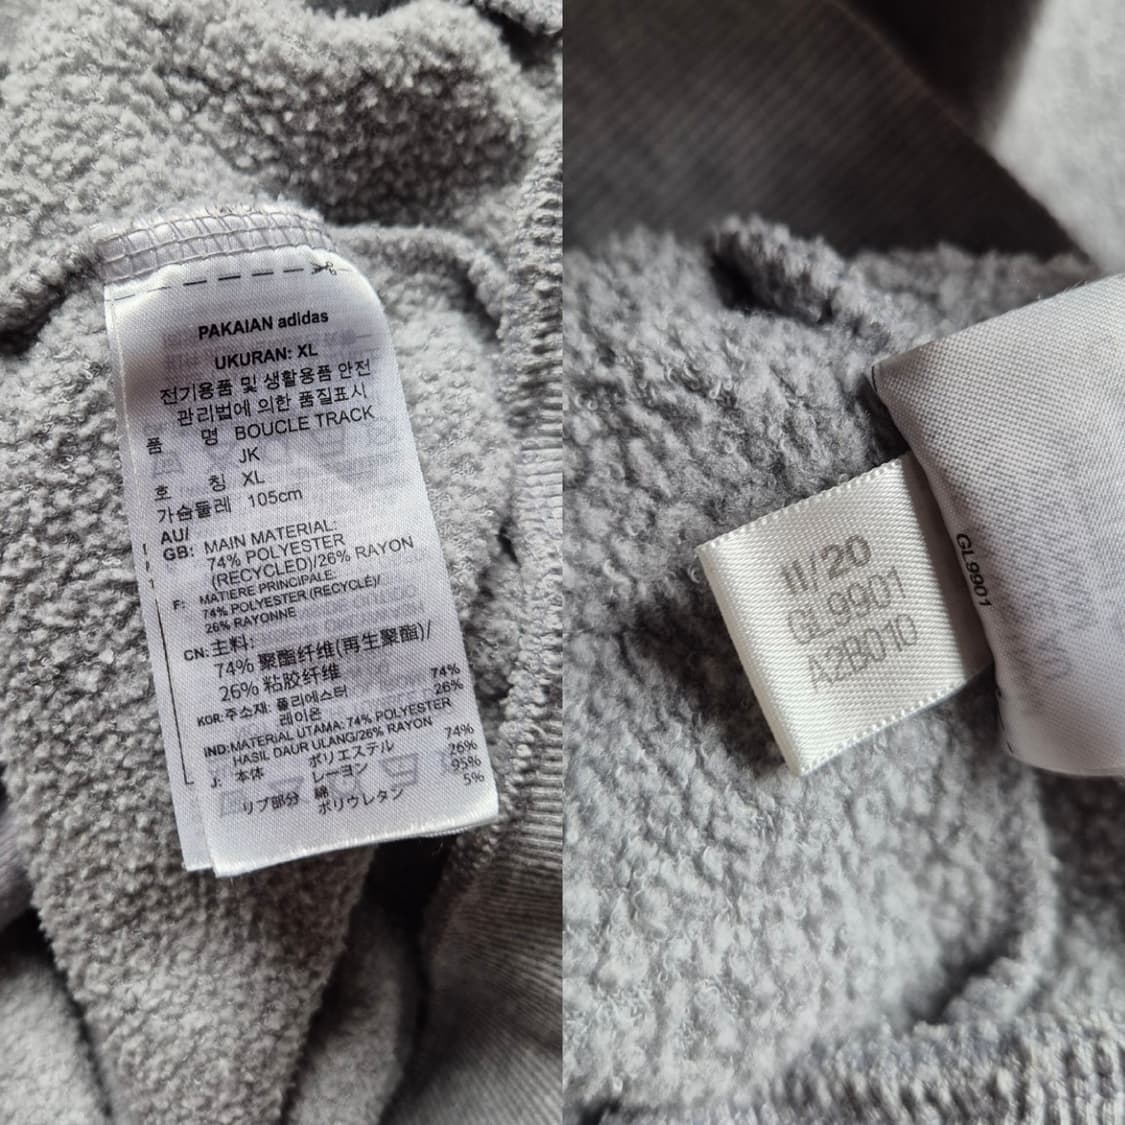 PAKAIAN adidas
UKURAN: XL
전기용품 및 생활용품 안전
관리법에 의한 품질표시
품 명 BOUCLE TRACK
JK
호 칭 XL
가슴둘레 105cm
AU/
GB: MAIN MATERIAL:
74% POLYESTER
(RECYCLED)/26% RAYON
F: MATIERE PRINCIPALE:
74% POLYESTER (RECYCLÉ)/
26% RAYONNE
CN: 主料:
74% 聚酯纤维(再生聚酯)/
26% 粘胶纤维
KOR: 주소재: 폴리에스터 74%
레이온 26%
IND: MATERIAL UTAMA: 74% POLYESTER
HASIL DAUR ULANG/26% RAYON
J: 本体 ポリエステル 74%
レーヨン 26%
リブ部分 綿 95%
ポリウレタン 5%
11/20
GL9901
A2B010
GL9901